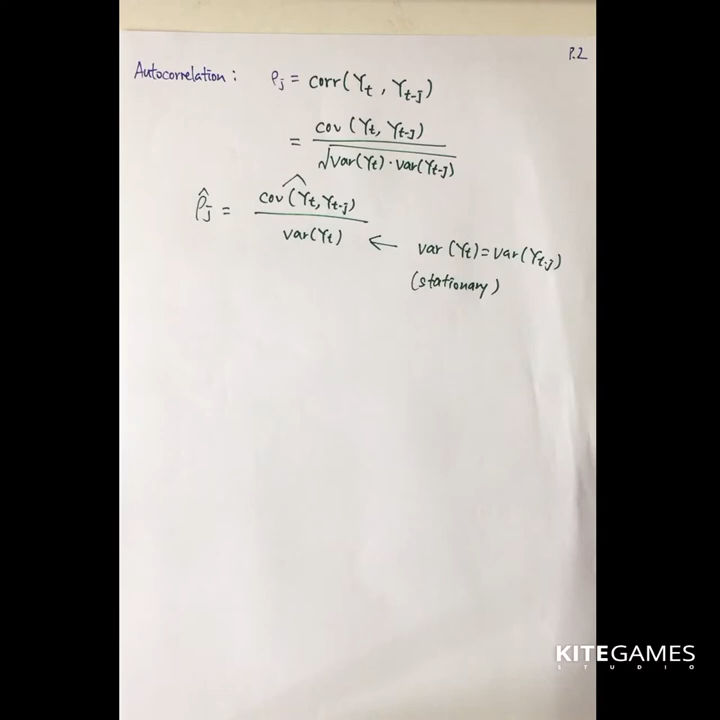 P.2
Autocorrelation : ρj = corr(Yt , Yt-j)
= cov (Yt, Yt-j) / √var(Yt) · var(Yt-j)
ρ̂j = cov^(Yt, Yt-j) / var(Yt) ← var (Yt) = var(Yt-j)
(stationary)
KITEGAMES
STUDIO